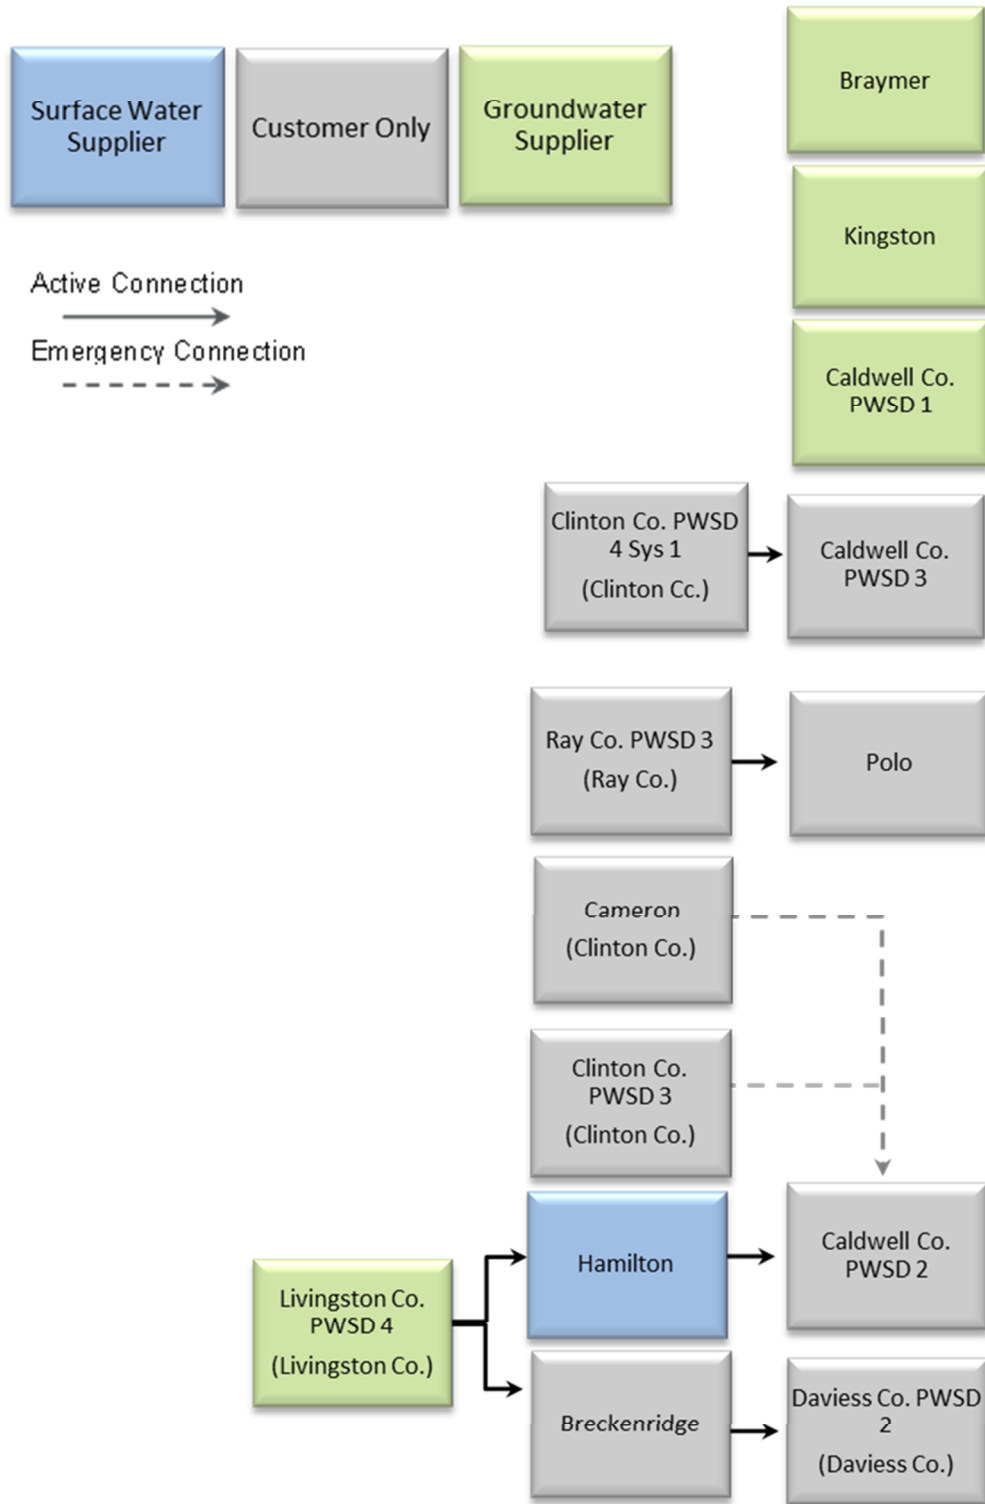 Surface Water
Supplier
Customer Only
Groundwater
Supplier
Active Connection
Emergency Connection
Braymer
Kingston
Caldwell Co.
PWSD 1
Clinton Co. PWSD
4 Sys 1
(Clinton Cc.)
Caldwell Co.
PWSD 3
Ray Co. PWSD 3
(Ray Co.)
Polo
Cameron
(Clinton Co.)
Clinton Co.
PWSD 3
(Clinton Co.)
Hamilton
Caldwell Co.
PWSD 2
Livingston Co.
PWSD 4
(Livingston Co.)
Breckenridge
Daviess Co. PWSD
2
(Daviess Co.)